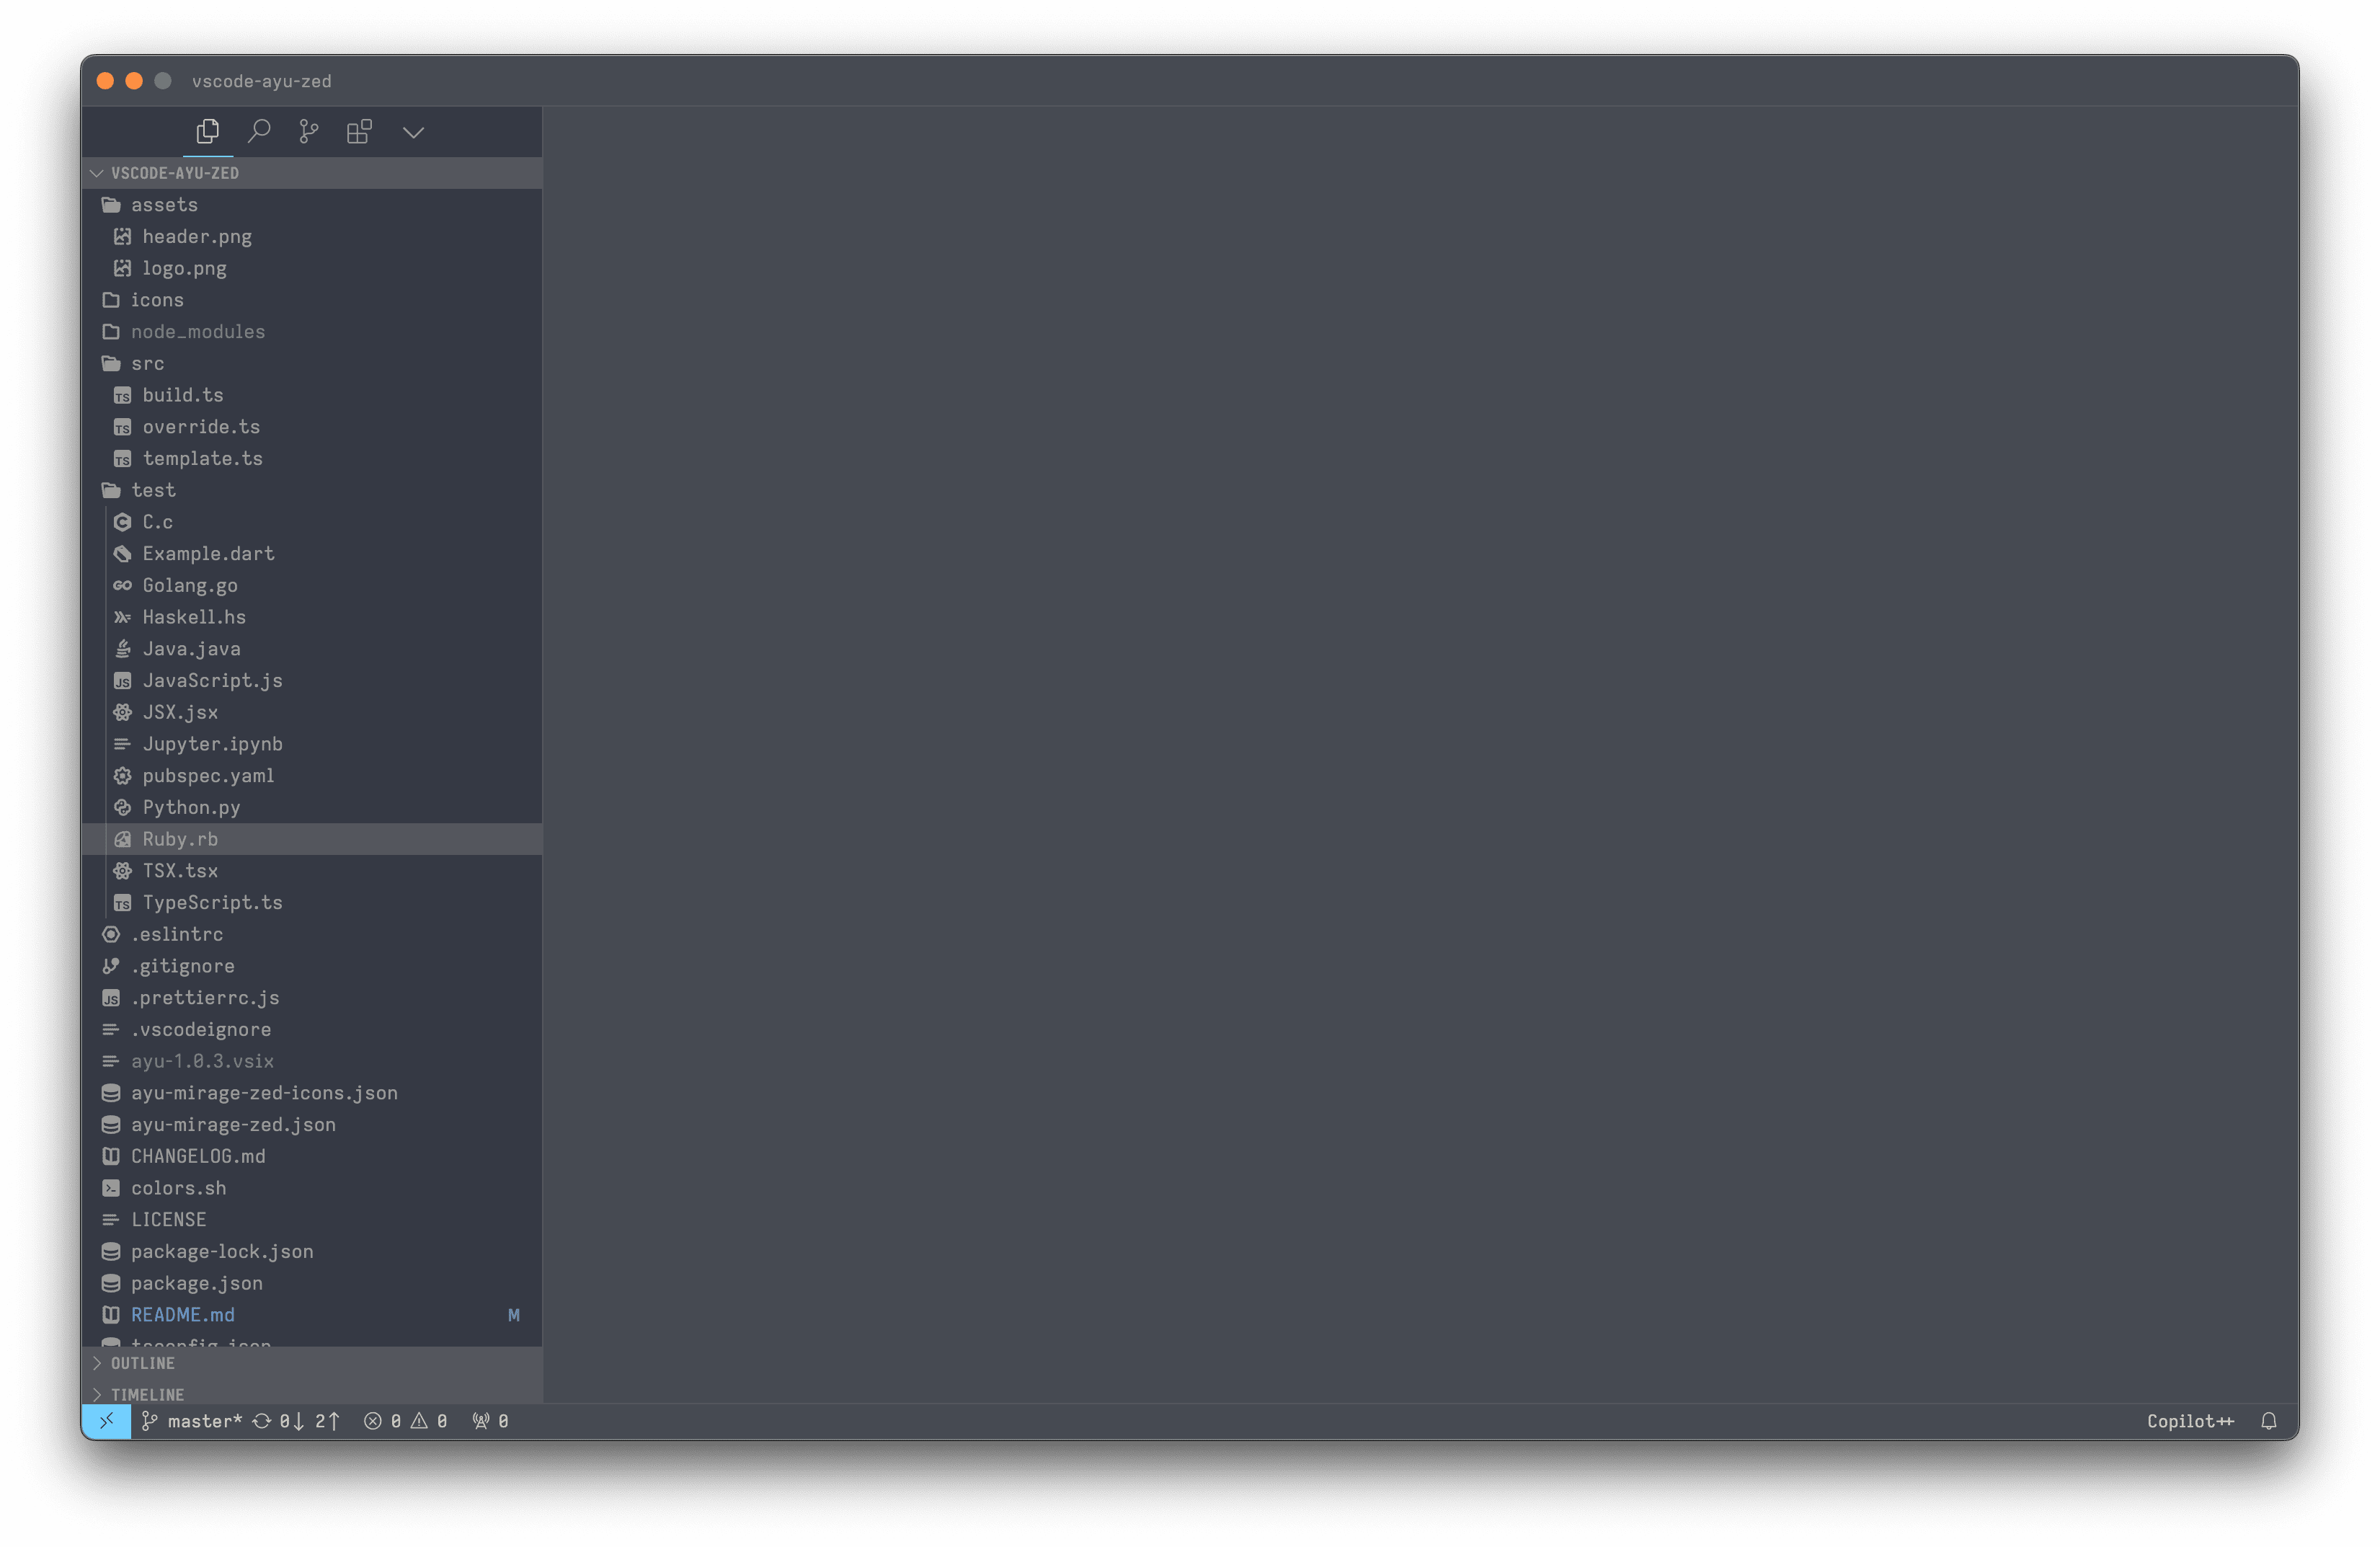 vscode-ayu-zed
VSCODE-AYU-ZED
assets
header.png
logo.png
icons
node_modules
src
build.ts
override.ts
template.ts
test
C.c
Example.dart
Golang.go
Haskell.hs
Java.java
JavaScript.js
JSX.jsx
Jupyter.ipynb
pubspec.yaml
Python.py
Ruby.rb
TSX.tsx
TypeScript.ts
.eslintrc
.gitignore
.prettierrc.js
.vscodeignore
ayu-1.0.3.vsix
ayu-mirage-zed-icons.json
ayu-mirage-zed.json
CHANGELOG.md
colors.sh
LICENSE
package-lock.json
package.json
README.md M
tsconfig.json
OUTLINE
TIMELINE
master* 0↓ 2↑ 0 0 0 Copilot++